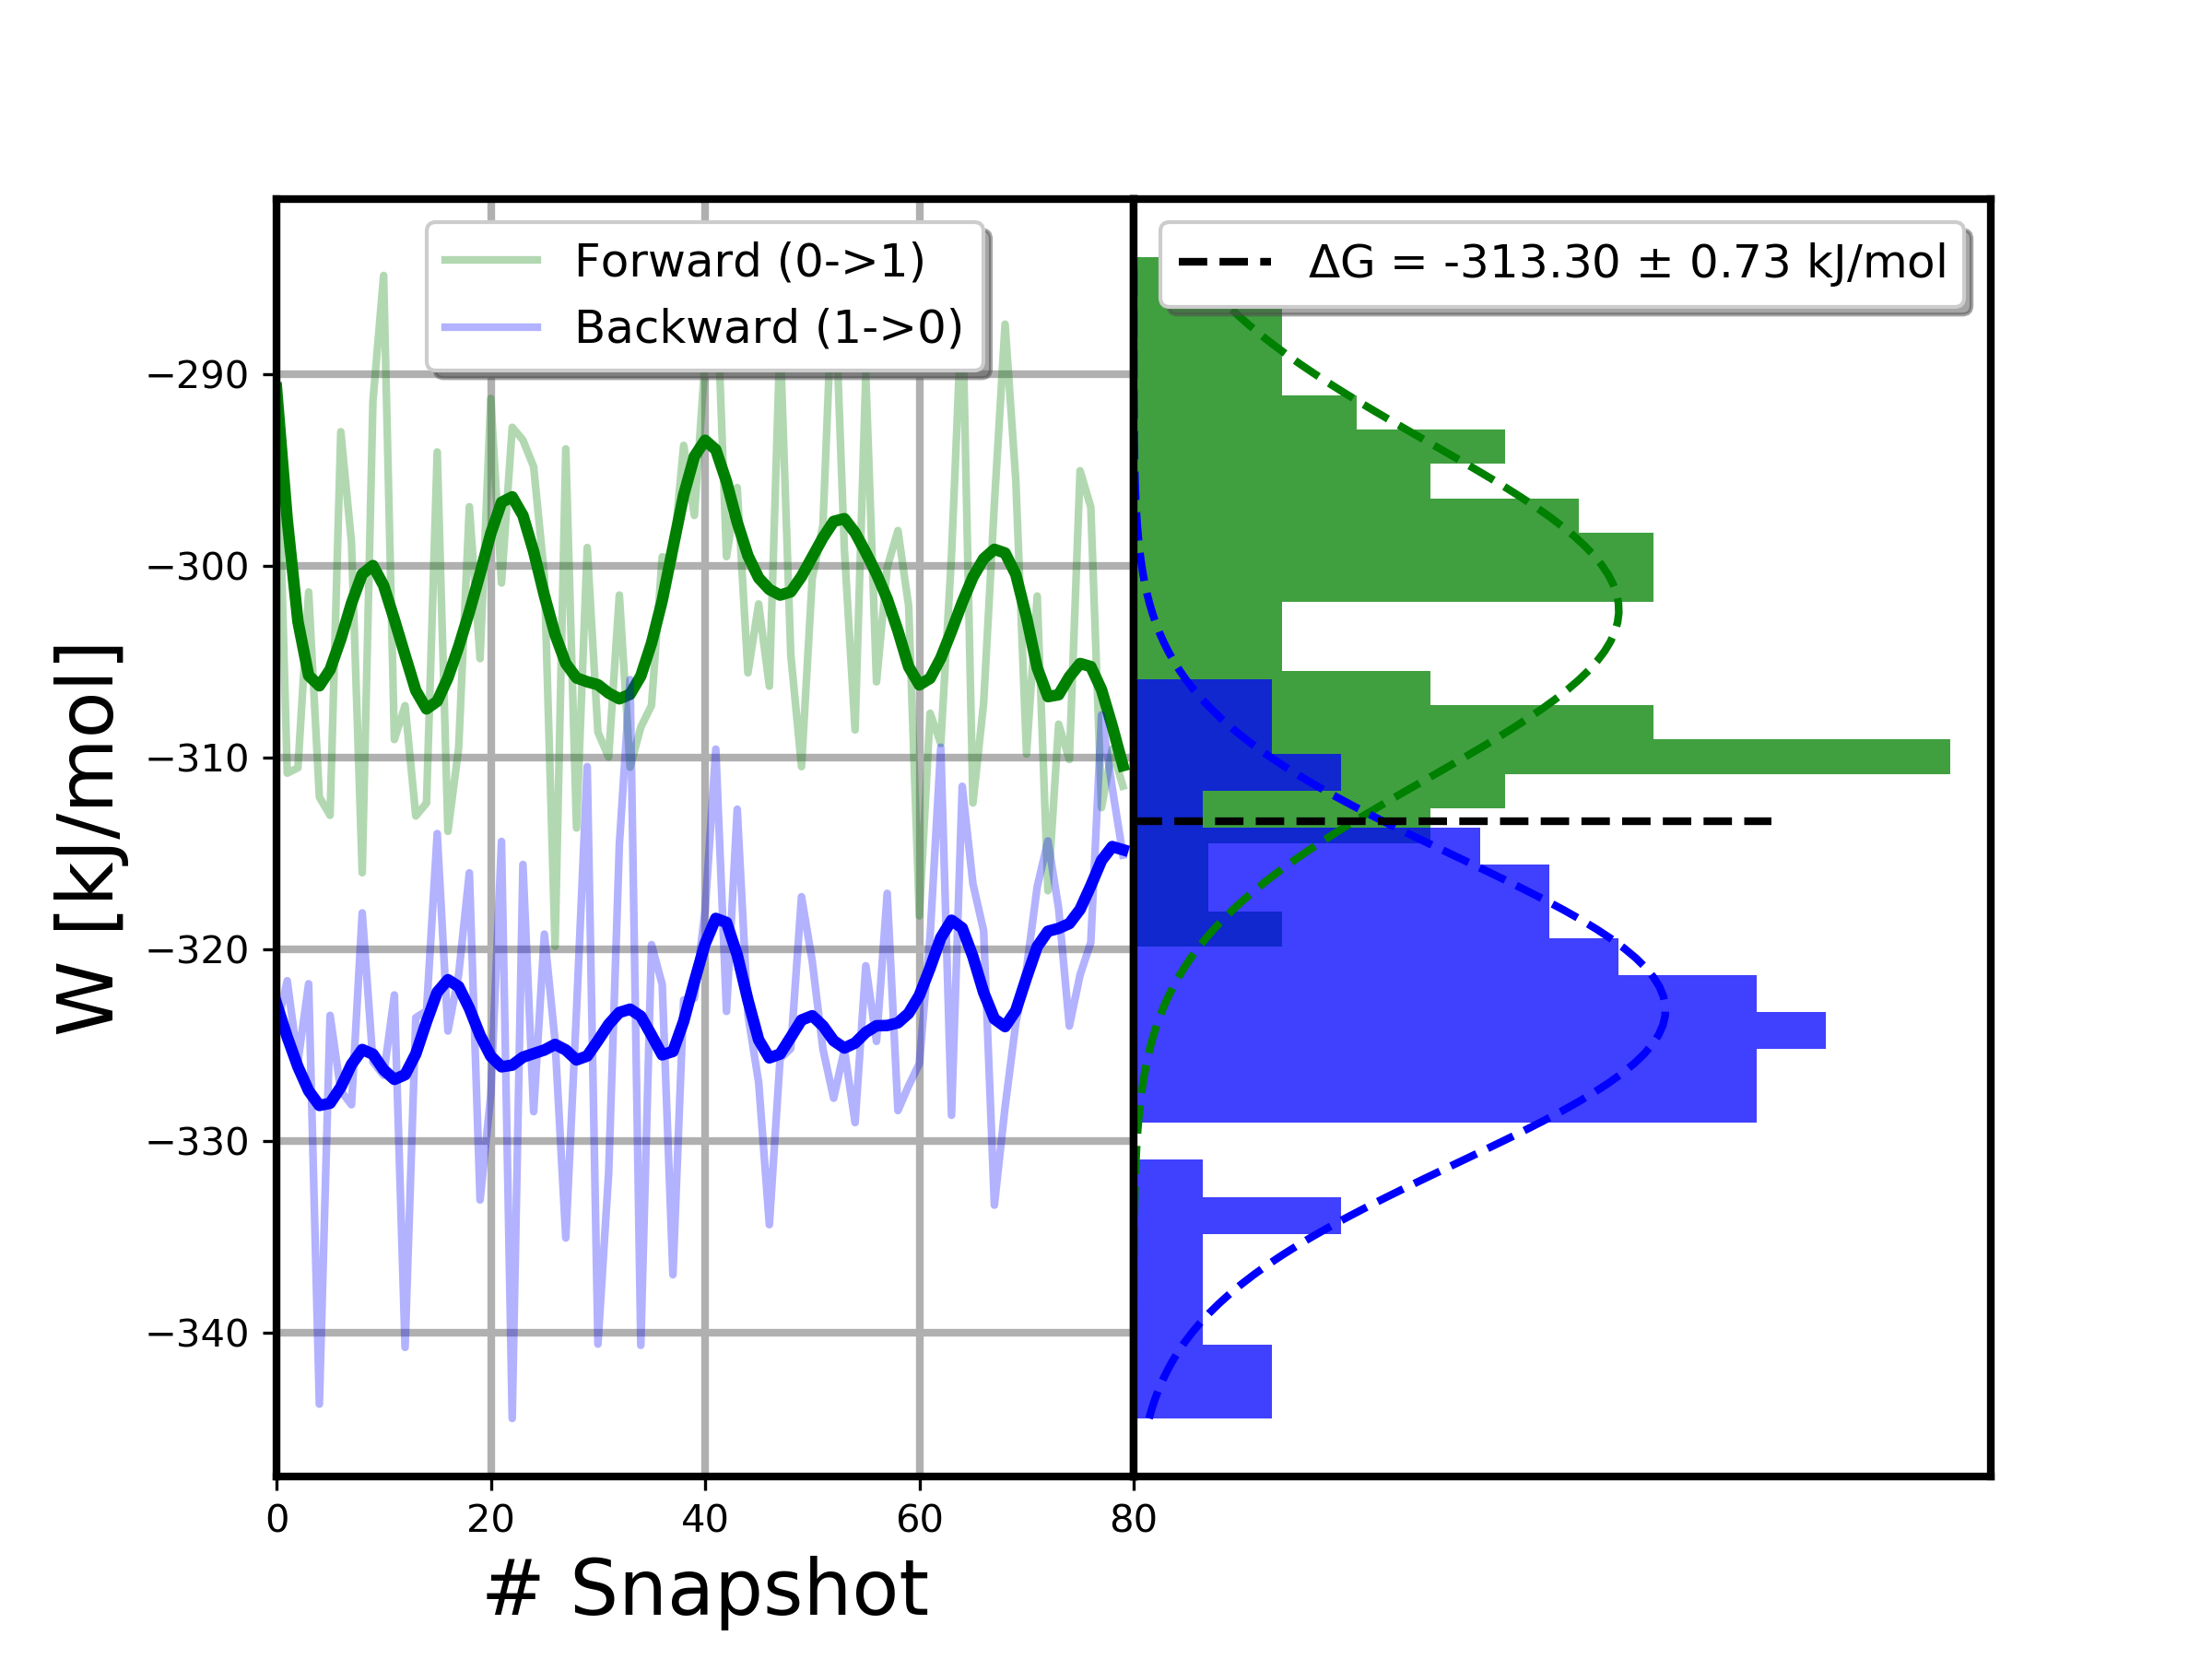 Forward (0->1)
Backward (1->0)
ΔG = -313.30 ± 0.73 kJ/mol
W [kJ/mol]
−290
−300
−310
−320
−330
−340
0 20 40 60 80
# Snapshot